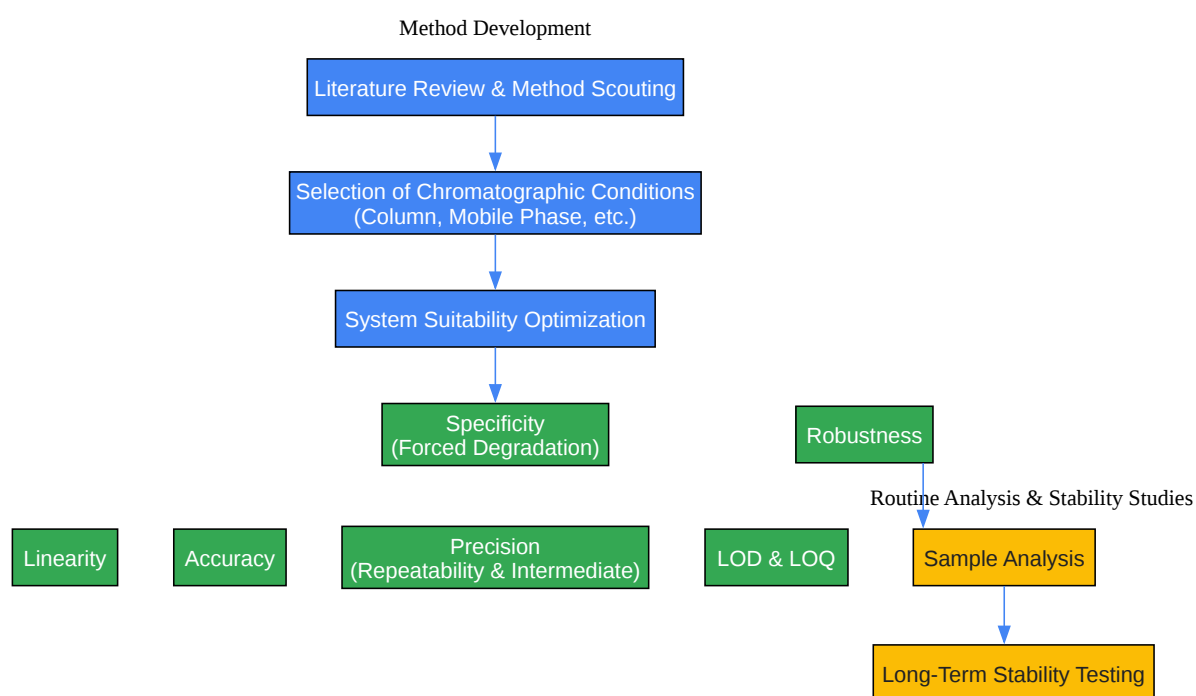 Method Development
Literature Review & Method Scouting
Selection of Chromatographic Conditions
(Column, Mobile Phase, etc.)
System Suitability Optimization
Specificity
(Forced Degradation)
Robustness
Routine Analysis & Stability Studies
Linearity
Accuracy
Precision
(Repeatability & Intermediate)
LOD & LOQ
Sample Analysis
Long-Term Stability Testing